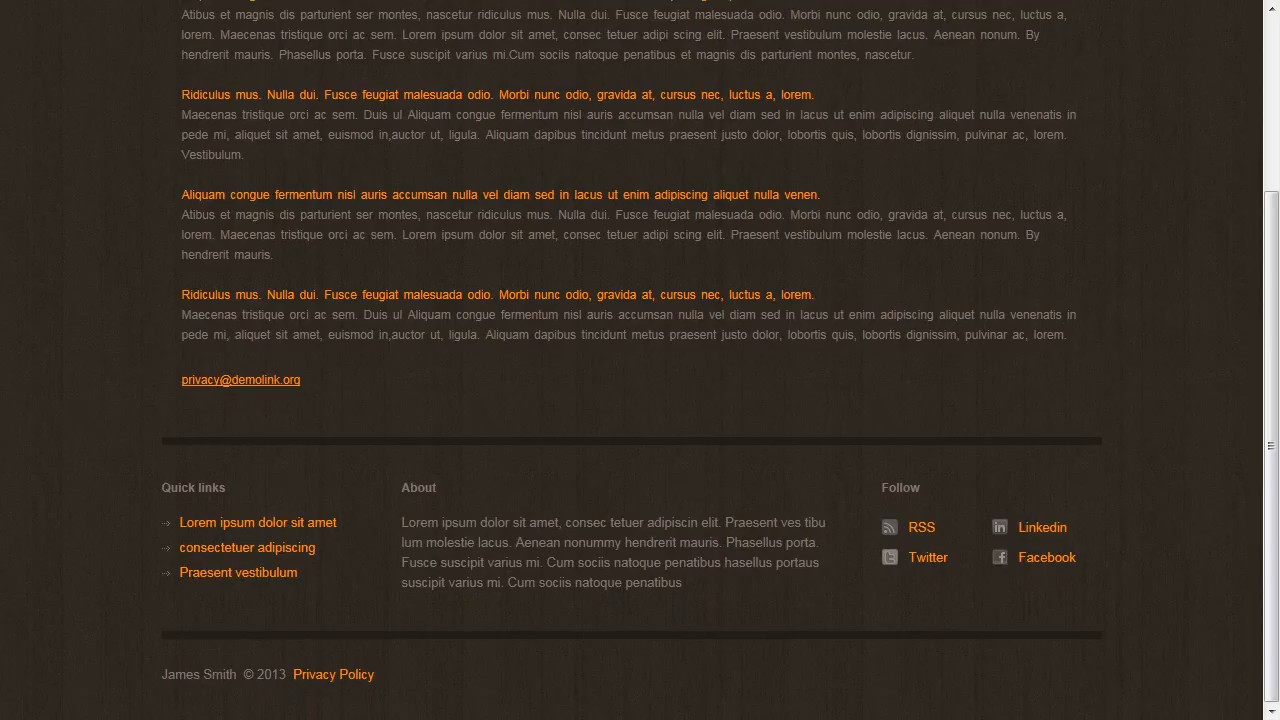 Atibus et magnis dis parturient ser montes, nascetur ridiculus mus. Nulla dui. Fusce feugiat malesuada odio. Morbi nunc odio, gravida at, cursus nec, luctus a,
lorem. Maecenas tristique orci ac sem. Lorem ipsum dolor sit amet, consec tetuer adipi scing elit. Praesent vestibulum molestie lacus. Aenean nonum. By
hendrerit mauris. Phasellus porta. Fusce suscipit varius mi.Cum sociis natoque penatibus et magnis dis parturient montes, nascetur.
Ridiculus mus. Nulla dui. Fusce feugiat malesuada odio. Morbi nunc odio, gravida at, cursus nec, luctus a, lorem.
Maecenas tristique orci ac sem. Duis ul Aliquam congue fermentum nisl auris accumsan nulla vel diam sed in lacus ut enim adipiscing aliquet nulla venenatis in
pede mi, aliquet sit amet, euismod in,auctor ut, ligula. Aliquam dapibus tincidunt metus praesent justo dolor, lobortis quis, lobortis dignissim, pulvinar ac, lorem.
Vestibulum.
Aliquam congue fermentum nisl auris accumsan nulla vel diam sed in lacus ut enim adipiscing aliquet nulla venen.
Atibus et magnis dis parturient ser montes, nascetur ridiculus mus. Nulla dui. Fusce feugiat malesuada odio. Morbi nunc odio, gravida at, cursus nec, luctus a,
lorem. Maecenas tristique orci ac sem. Lorem ipsum dolor sit amet, consec tetuer adipi scing elit. Praesent vestibulum molestie lacus. Aenean nonum. By
hendrerit mauris.
Ridiculus mus. Nulla dui. Fusce feugiat malesuada odio. Morbi nunc odio, gravida at, cursus nec, luctus a, lorem.
Maecenas tristique orci ac sem. Duis ul Aliquam congue fermentum nisl auris accumsan nulla vel diam sed in lacus ut enim adipiscing aliquet nulla venenatis in
pede mi, aliquet sit amet, euismod in,auctor ut, ligula. Aliquam dapibus tincidunt metus praesent justo dolor, lobortis quis, lobortis dignissim, pulvinar ac, lorem.
privacy@demolink.org
Quick links
Lorem ipsum dolor sit amet
consectetuer adipiscing
Praesent vestibulum
About
Lorem ipsum dolor sit amet, consec tetuer adipiscin elit. Praesent ves tibu
lum molestie lacus. Aenean nonummy hendrerit mauris. Phasellus porta.
Fusce suscipit varius mi. Cum sociis natoque penatibus hasellus portaus
suscipit varius mi. Cum sociis natoque penatibus
Follow
RSS
Linkedin
Twitter
Facebook
James Smith © 2013 Privacy Policy